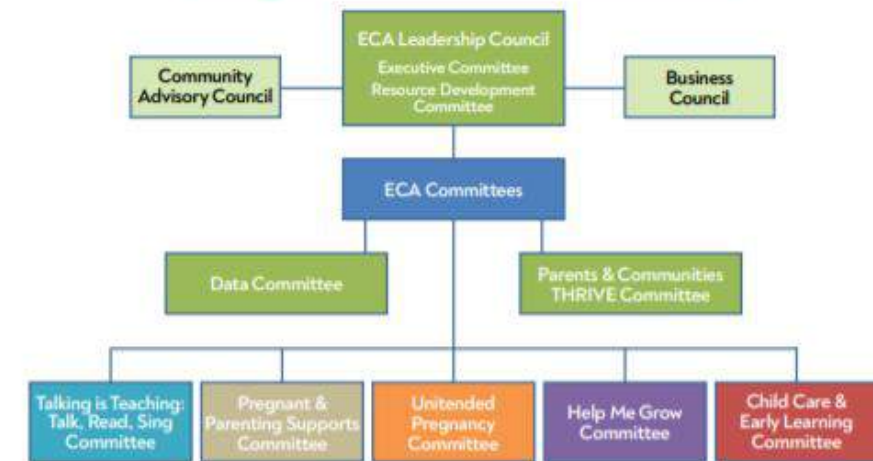 ECA Leadership Council
Executive Committee
Resource Development
Committee
Community
Advisory Council
Business
Council
ECA Committees
Data Committee
Parents & Communities
THRIVE Committee
Talking is Teaching:
Talk, Read, Sing
Committee
Pregnant &
Parenting Supports
Committee
Unitended
Pregnancy
Committee
Help Me Grow
Committee
Child Care &
Early Learning
Committee